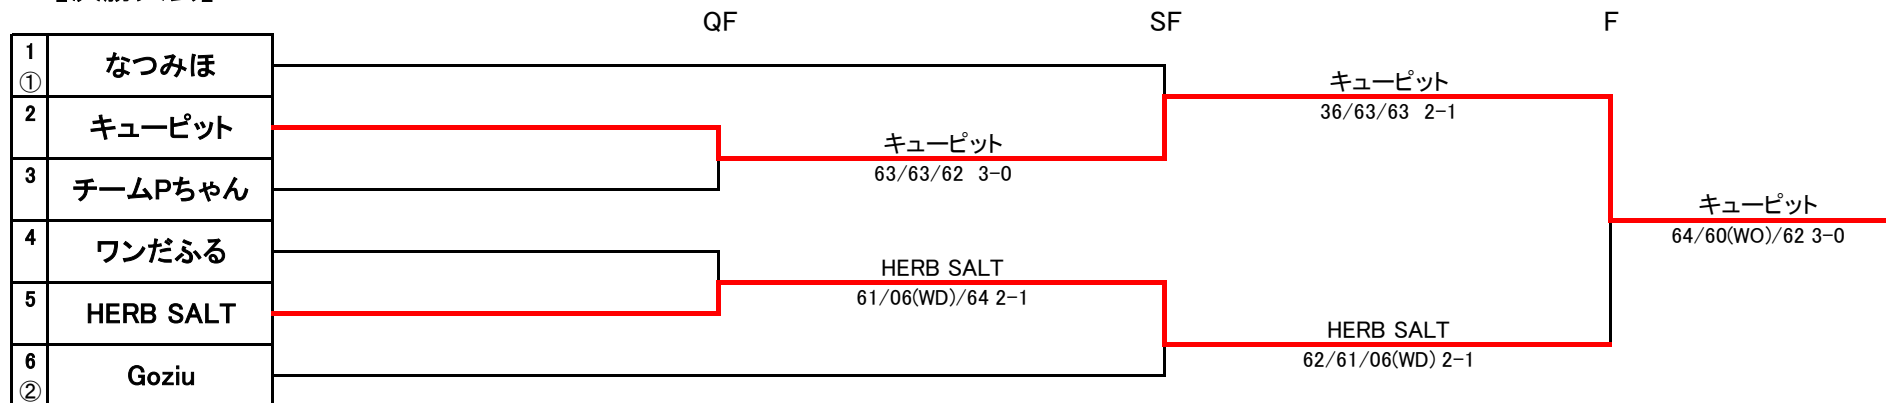 QF SF F
1
① なつみほ
2 キューピット
3 チームPちゃん
4 ワンだふる
5 HERB SALT
6
② Goziu
キューピット
63/63/62 3-0
HERB SALT
61/06(WD)/64 2-1
キューピット
36/63/63 2-1
HERB SALT
62/61/06(WD) 2-1
キューピット
64/60(WO)/62 3-0